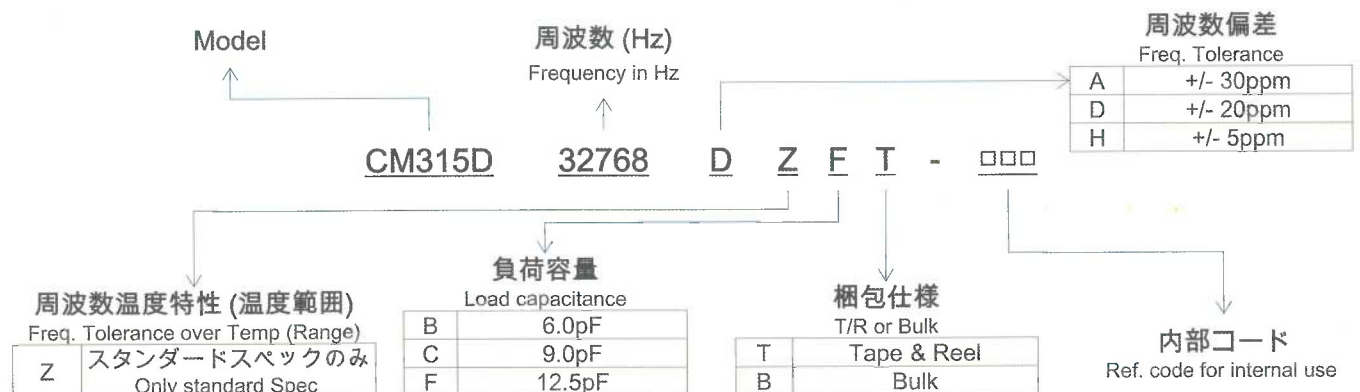 Model
周波数 (Hz)
Frequency in Hz
周波数偏差
Freq. Tolerance
A +/- 30ppm
D +/- 20ppm
H +/- 5ppm
CM315D 32768 D Z F T - □□□
周波数温度特性 (温度範囲)
Freq. Tolerance over Temp (Range)
Z スタンダードスペックのみ
Only standard Spec
負荷容量
Load capacitance
B 6.0pF
C 9.0pF
F 12.5pF
梱包仕様
T/R or Bulk
T Tape & Reel
B Bulk
内部コード
Ref. code for internal use